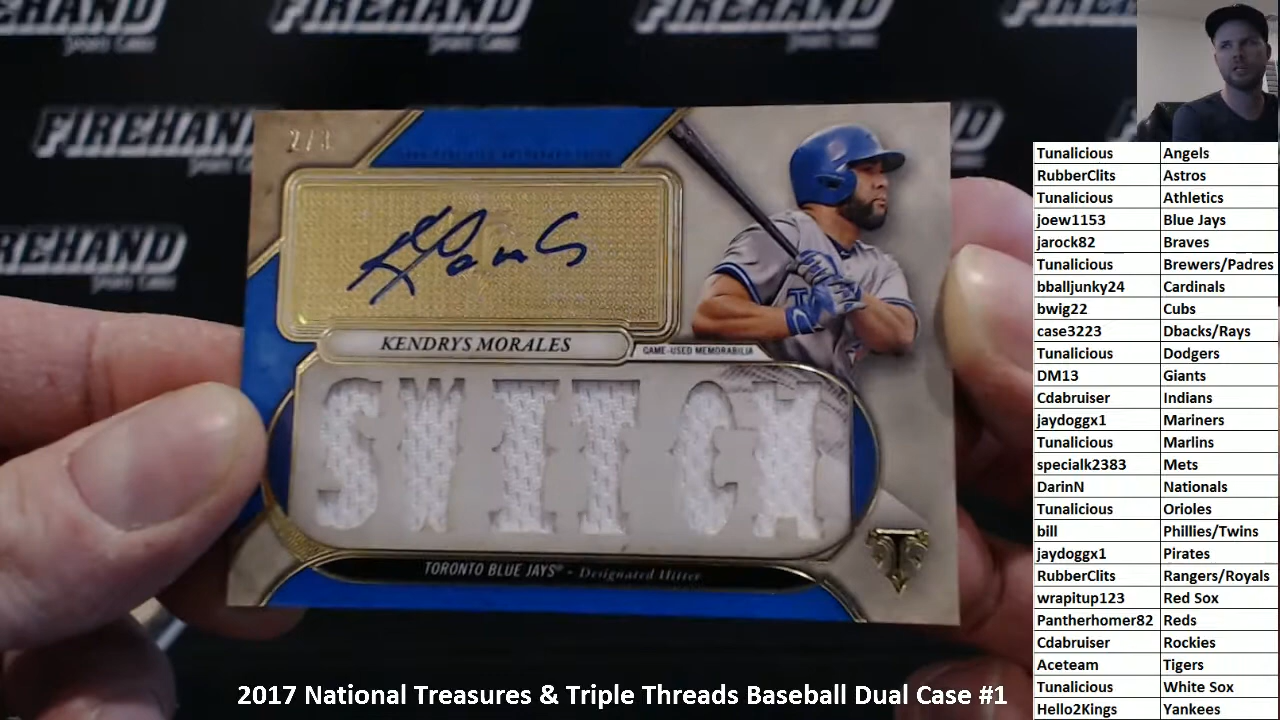 FIREHAND
SPORTS CARDS
FIREHAND
FIREHAND
FIREHAND
2/3
KENDRYS MORALES
GAME-USED MEMORABILIA
SWITCH
TORONTO BLUE JAYS® • Designated Hitter
T
2017 National Treasures & Triple Threads Baseball Dual Case #1
Tunalicious Angels
RubberClits Astros
Tunalicious Athletics
joew1153 Blue Jays
jarock82 Braves
Tunalicious Brewers/Padres
bballjunky24 Cardinals
bwig22 Cubs
case3223 Dbacks/Rays
Tunalicious Dodgers
DM13 Giants
Cdabruiser Indians
jaydoggx1 Mariners
Tunalicious Marlins
specialk2383 Mets
DarinN Nationals
Tunalicious Orioles
bill Phillies/Twins
jaydoggx1 Pirates
RubberClits Rangers/Royals
wrapitup123 Red Sox
Pantherhomer82 Reds
Cdabruiser Rockies
Aceteam Tigers
Tunalicious White Sox
Hello2Kings Yankees